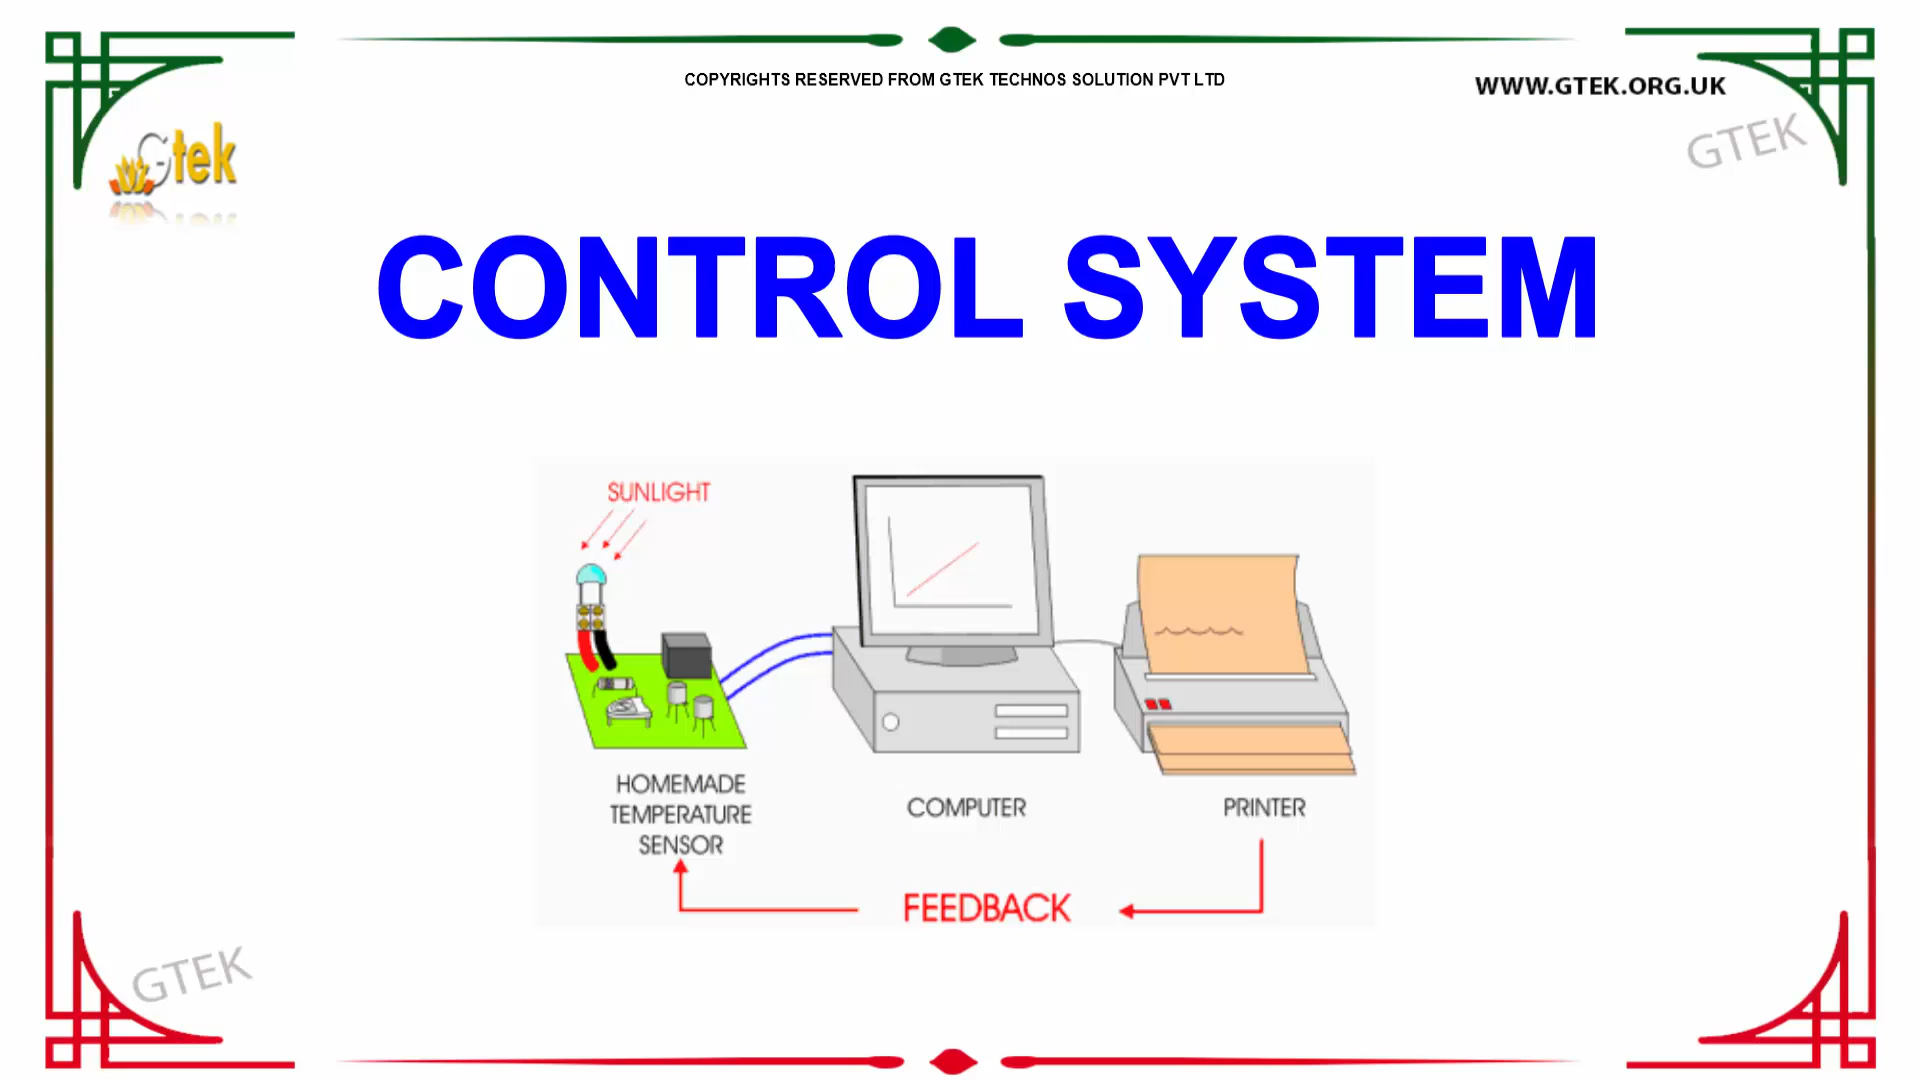 COPYRIGHTS RESERVED FROM GTEK TECHNOS SOLUTION PVT LTD
WWW.GTEK.ORG.UK
Gtek
GTEK
CONTROL SYSTEM
SUNLIGHT
HOMEMADE
TEMPERATURE
SENSOR
COMPUTER
PRINTER
FEEDBACK
GTEK